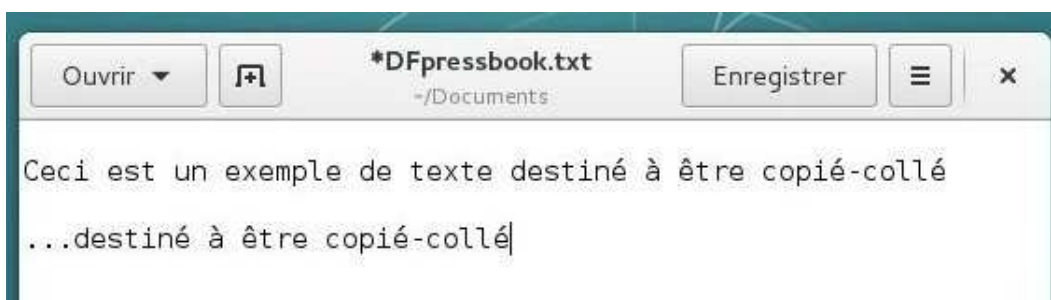 Ouvrir
*DFpressbook.txt
~/Documents
Enregistrer
Ceci est un exemple de texte destiné à être copié-collé
...destiné à être copié-collé